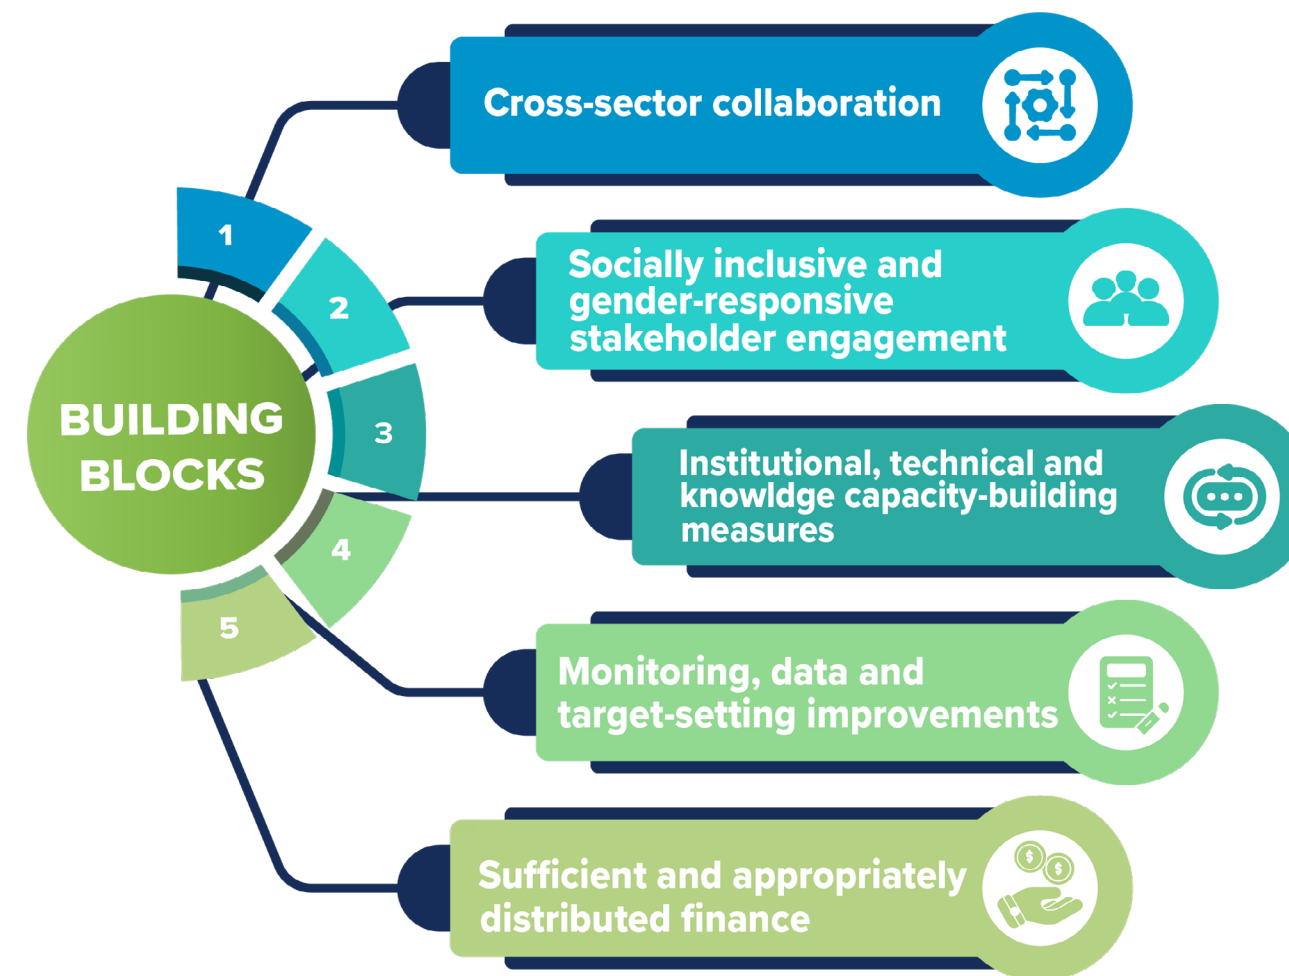 Cross-sector collaboration
1
Socially inclusive and
gender-responsive
stakeholder engagement
2
BUILDING
BLOCKS
3
Institutional, technical and
knowldge capacity-building
measures
4
Monitoring, data and
target-setting improvements
5
Sufficient and appropriately
distributed finance
$
$